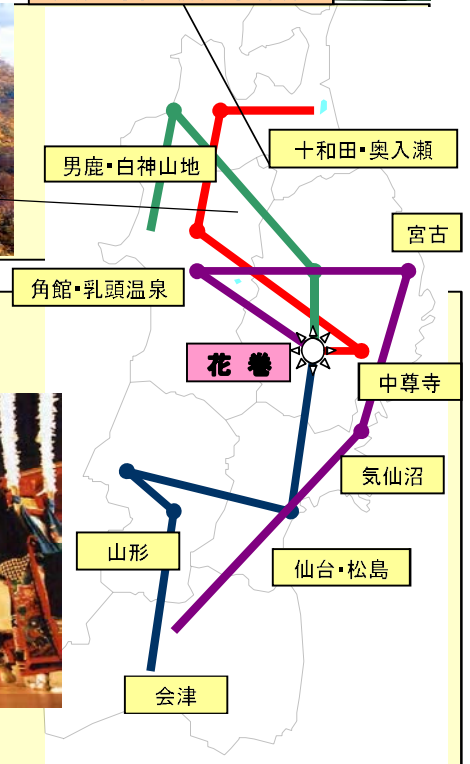 十和田・奥入瀬
男鹿・白神山地
宮古
角館・乳頭温泉
花 巻
中尊寺
気仙沼
山形
仙台・松島
会津